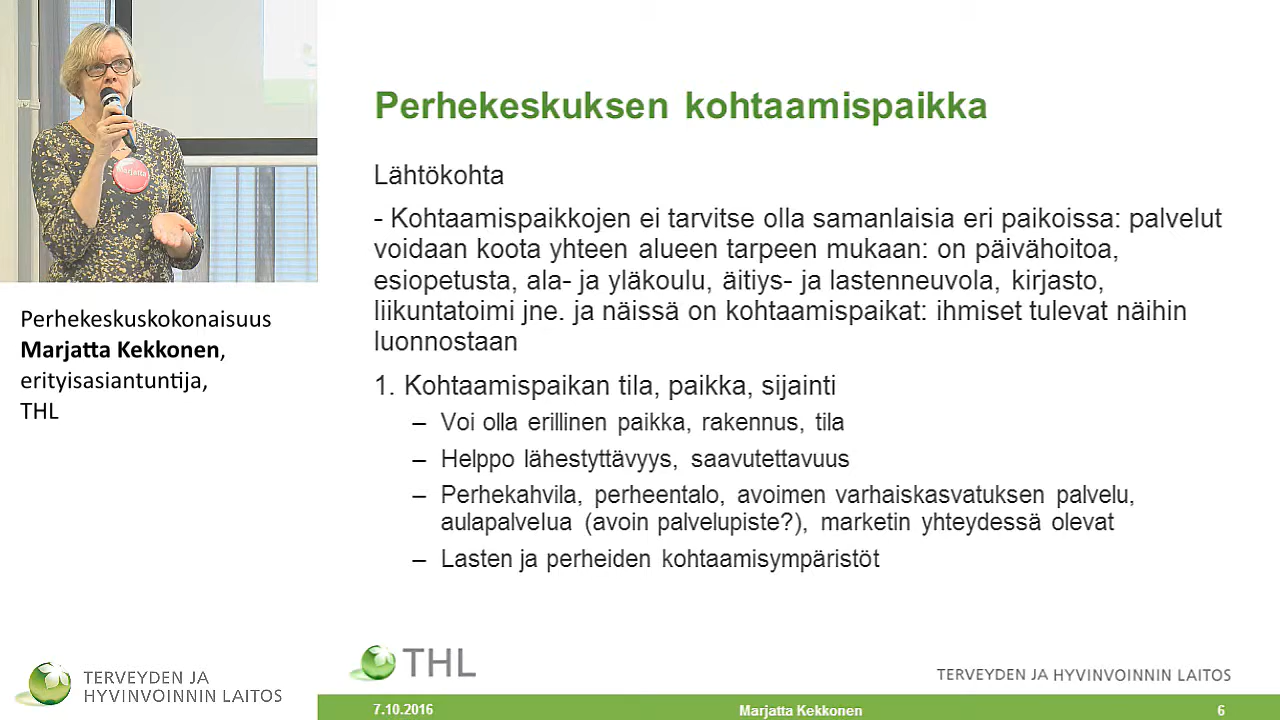 Marjatta
Perhekeskuskokonaisuus
Marjatta Kekkonen,
erityisasiantuntija,
THL
TERVEYDEN JA
HYVINVOINNIN LAITOS
Perhekeskuksen kohtaamispaikka
Lähtökohta
- Kohtaamispaikkojen ei tarvitse olla samanlaisia eri paikoissa: palvelut
voidaan koota yhteen alueen tarpeen mukaan: on päivähoitoa,
esiopetusta, ala- ja yläkoulu, äitiys- ja lastenneuvola, kirjasto,
liikuntatoimi jne. ja näissä on kohtaamispaikat: ihmiset tulevat näihin
luonnostaan
1. Kohtaamispaikan tila, paikka, sijainti
– Voi olla erillinen paikka, rakennus, tila
– Helppo lähestyttävyys, saavutettavuus
– Perhekahvila, perheentalo, avoimen varhaiskasvatuksen palvelu,
aulapalvelua (avoin palvelupiste?), marketin yhteydessä olevat
– Lasten ja perheiden kohtaamisympäristöt
THL
TERVEYDEN JA HYVINVOINNIN LAITOS
7.10.2016
Marjatta Kekkonen
6